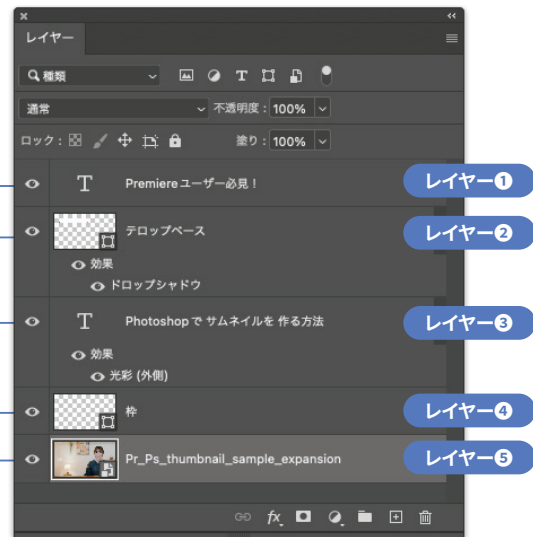 レイヤー
種類
通常 不透明度：100%
ロック： 塗り：100%
T Premiereユーザー必見！ レイヤー❶
テロップベース レイヤー❷
効果
ドロップシャドウ
T Photoshopで サムネイルを 作る方法 レイヤー❸
効果
光彩 (外側)
枠 レイヤー❹
Pr_Ps_thumbnail_sample_expansion レイヤー❺
fx